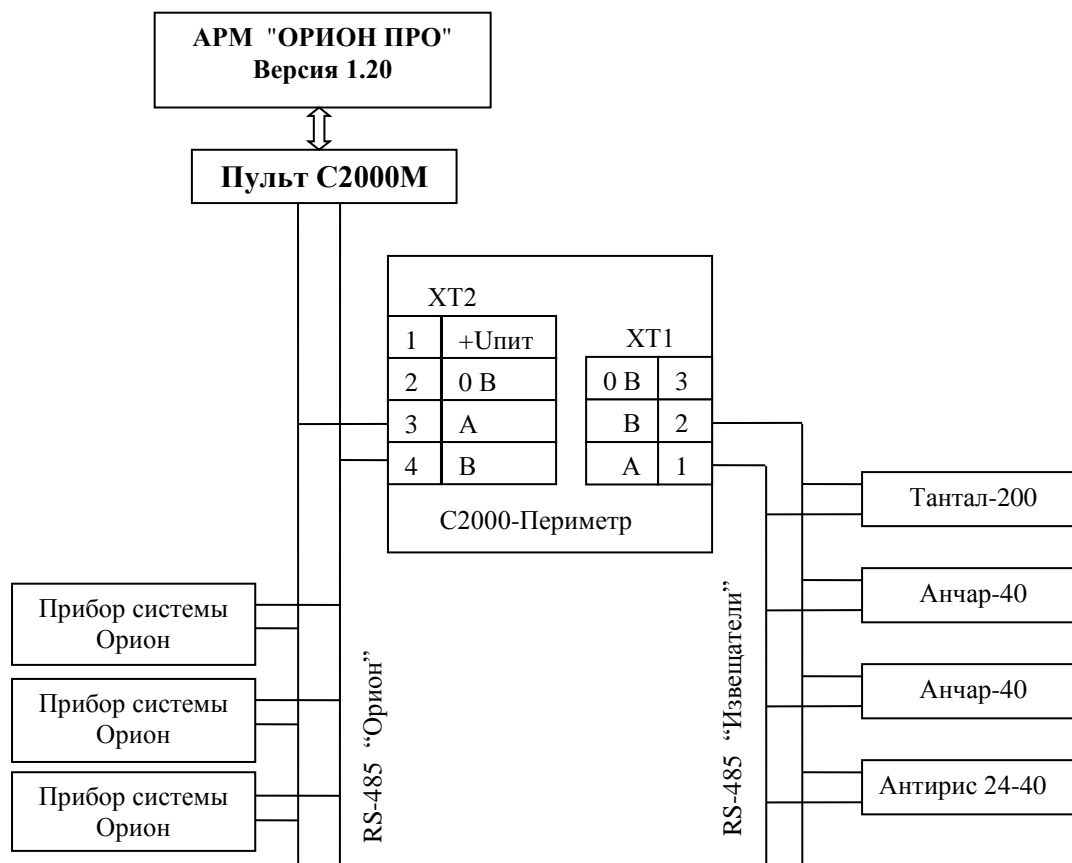 АРМ "ОРИОН ПРО"
Версия 1.20
Пульт С2000М
ХТ2
1 +Uпит
2 0 В
3 А
4 В
ХТ1
0 В 3
В 2
А 1
С2000-Периметр
Прибор системы
Орион
Прибор системы
Орион
Прибор системы
Орион
RS-485 “Орион”
RS-485 “Извещатели”
Тантал-200
Анчар-40
Анчар-40
Антирис 24-40